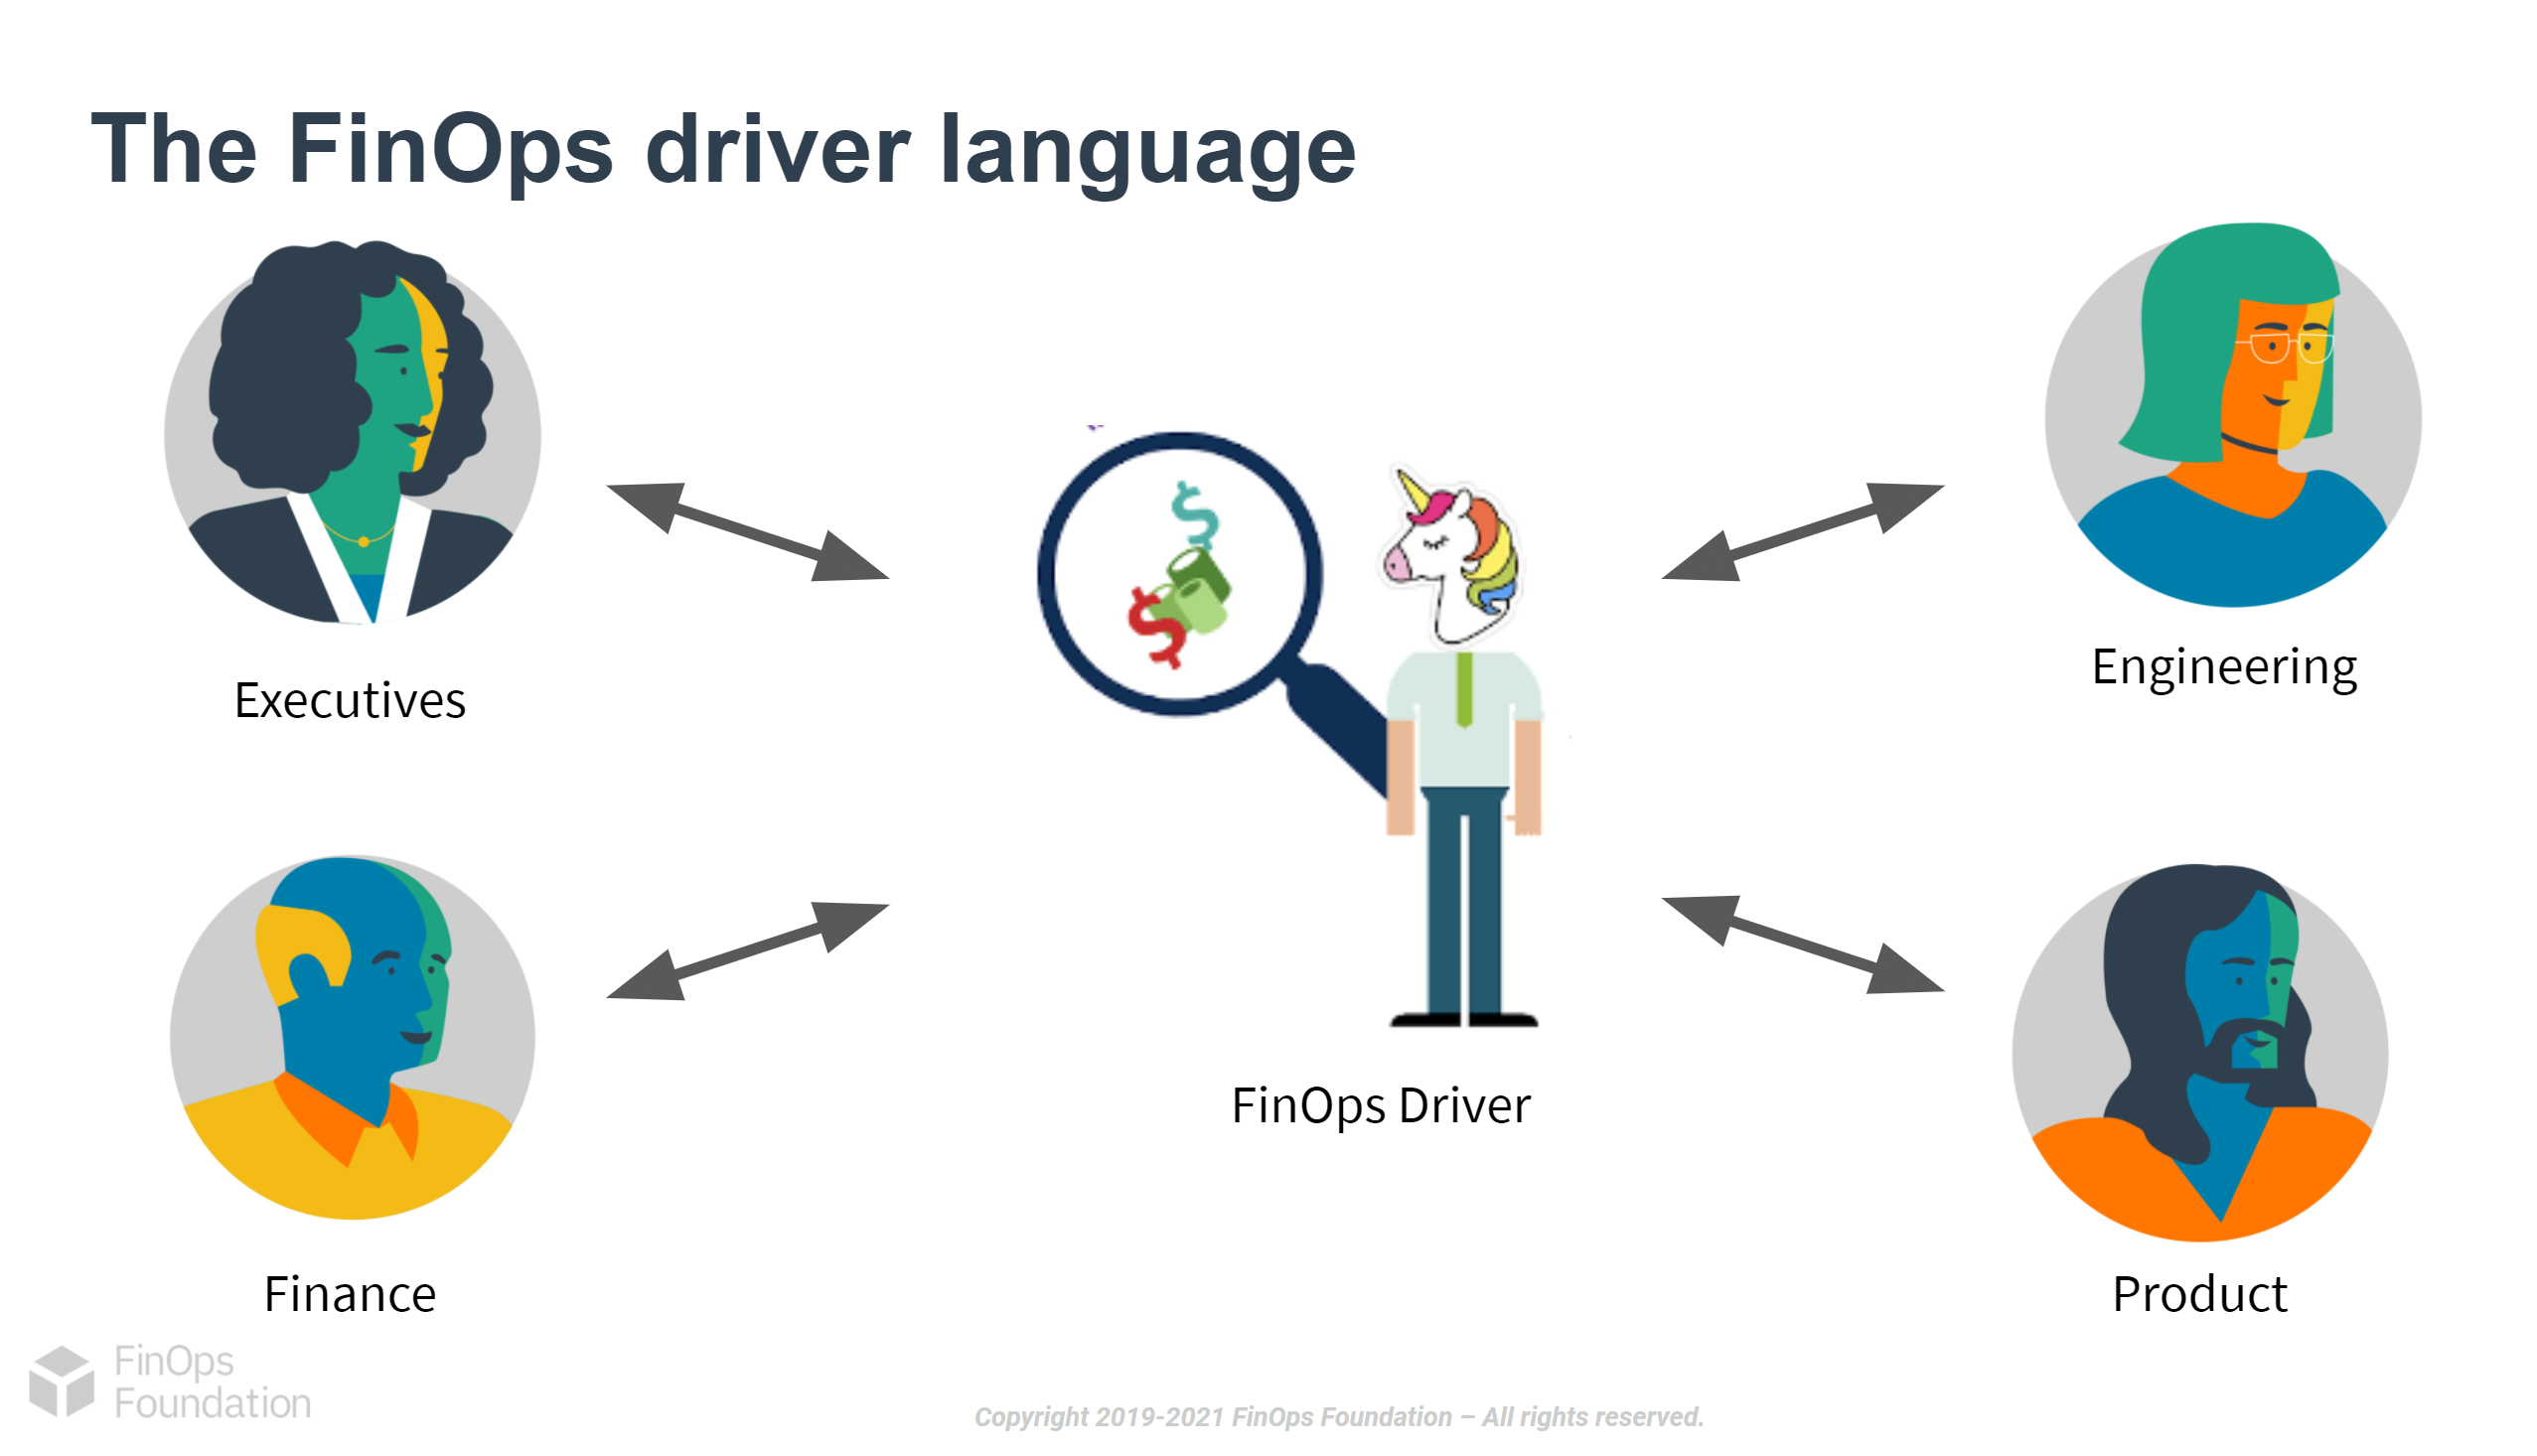 The FinOps driver language
Executives
Engineering
FinOps Driver
Finance
Product
FinOps
Foundation
Copyright 2019-2021 FinOps Foundation – All rights reserved.